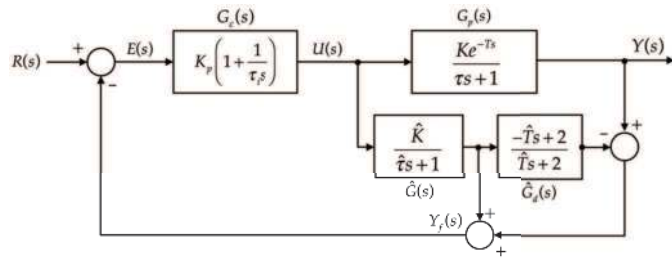 G_c(s) G_p(s)
R(s) + E(s) K_p(1 + 1/(τ_i s)) U(s) Ke^{-Ts}/(τs+1) Y(s)
-
K̂/(τ̂s+1) (-T̂s+2)/(T̂s+2) - +
Ĝ(s) Ĝ_d(s)
Y_f(s) + +